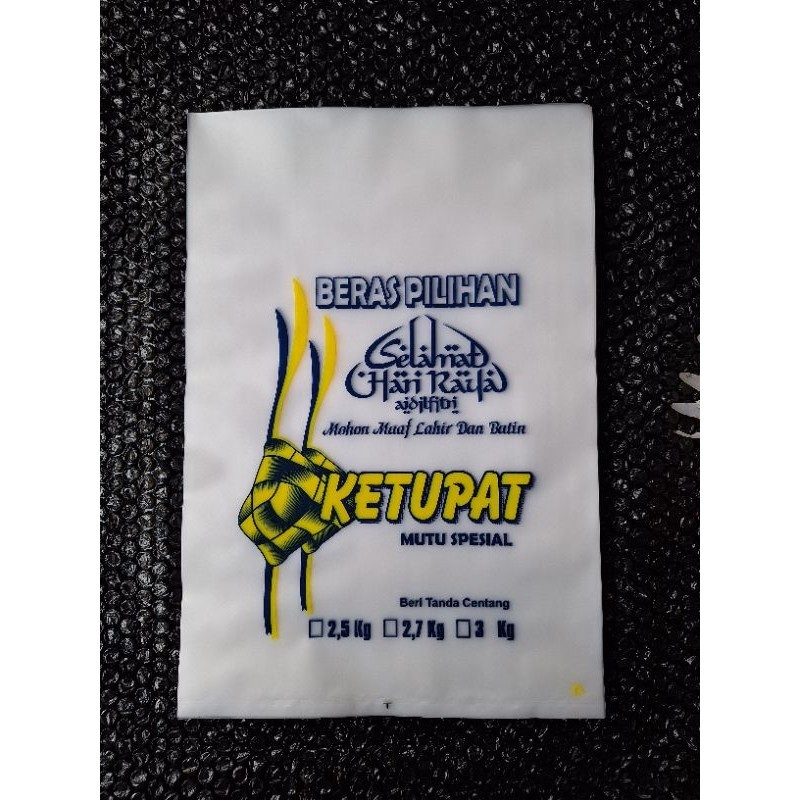 BERAS PILIHAN
Selamat
Hari Raya
aidilfitri
Mohon Maaf Lahir Dan Batin
KETUPAT
MUTU SPESIAL
Beri Tanda Centang
2,5 Kg 2,7 Kg 3 Kg
T